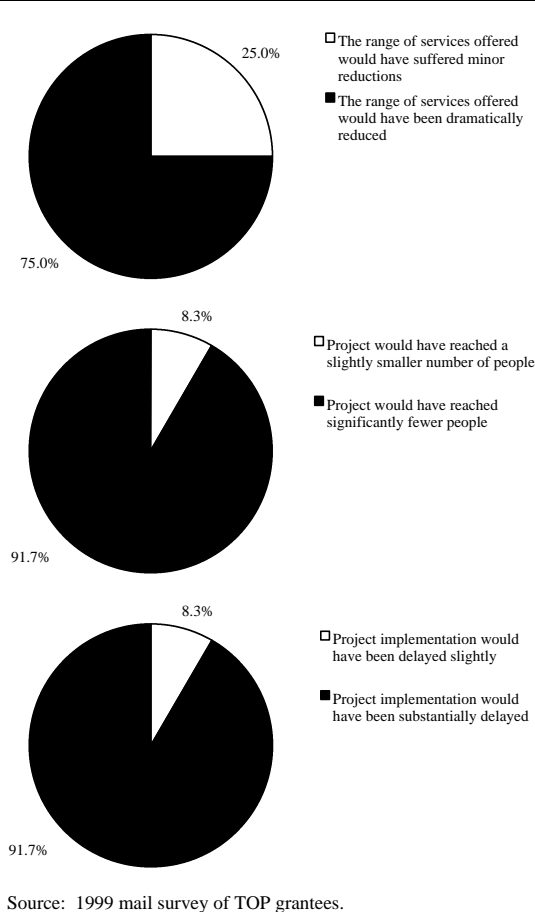 25.0%
The range of services offered
would have suffered minor
reductions
The range of services offered
would have been dramatically
reduced
75.0%
8.3%
Project would have reached a
slightly smaller number of people
Project would have reached
significantly fewer people
91.7%
8.3%
Project implementation would
have been delayed slightly
Project implementation would
have been substantially delayed
91.7%
Source: 1999 mail survey of TOP grantees.